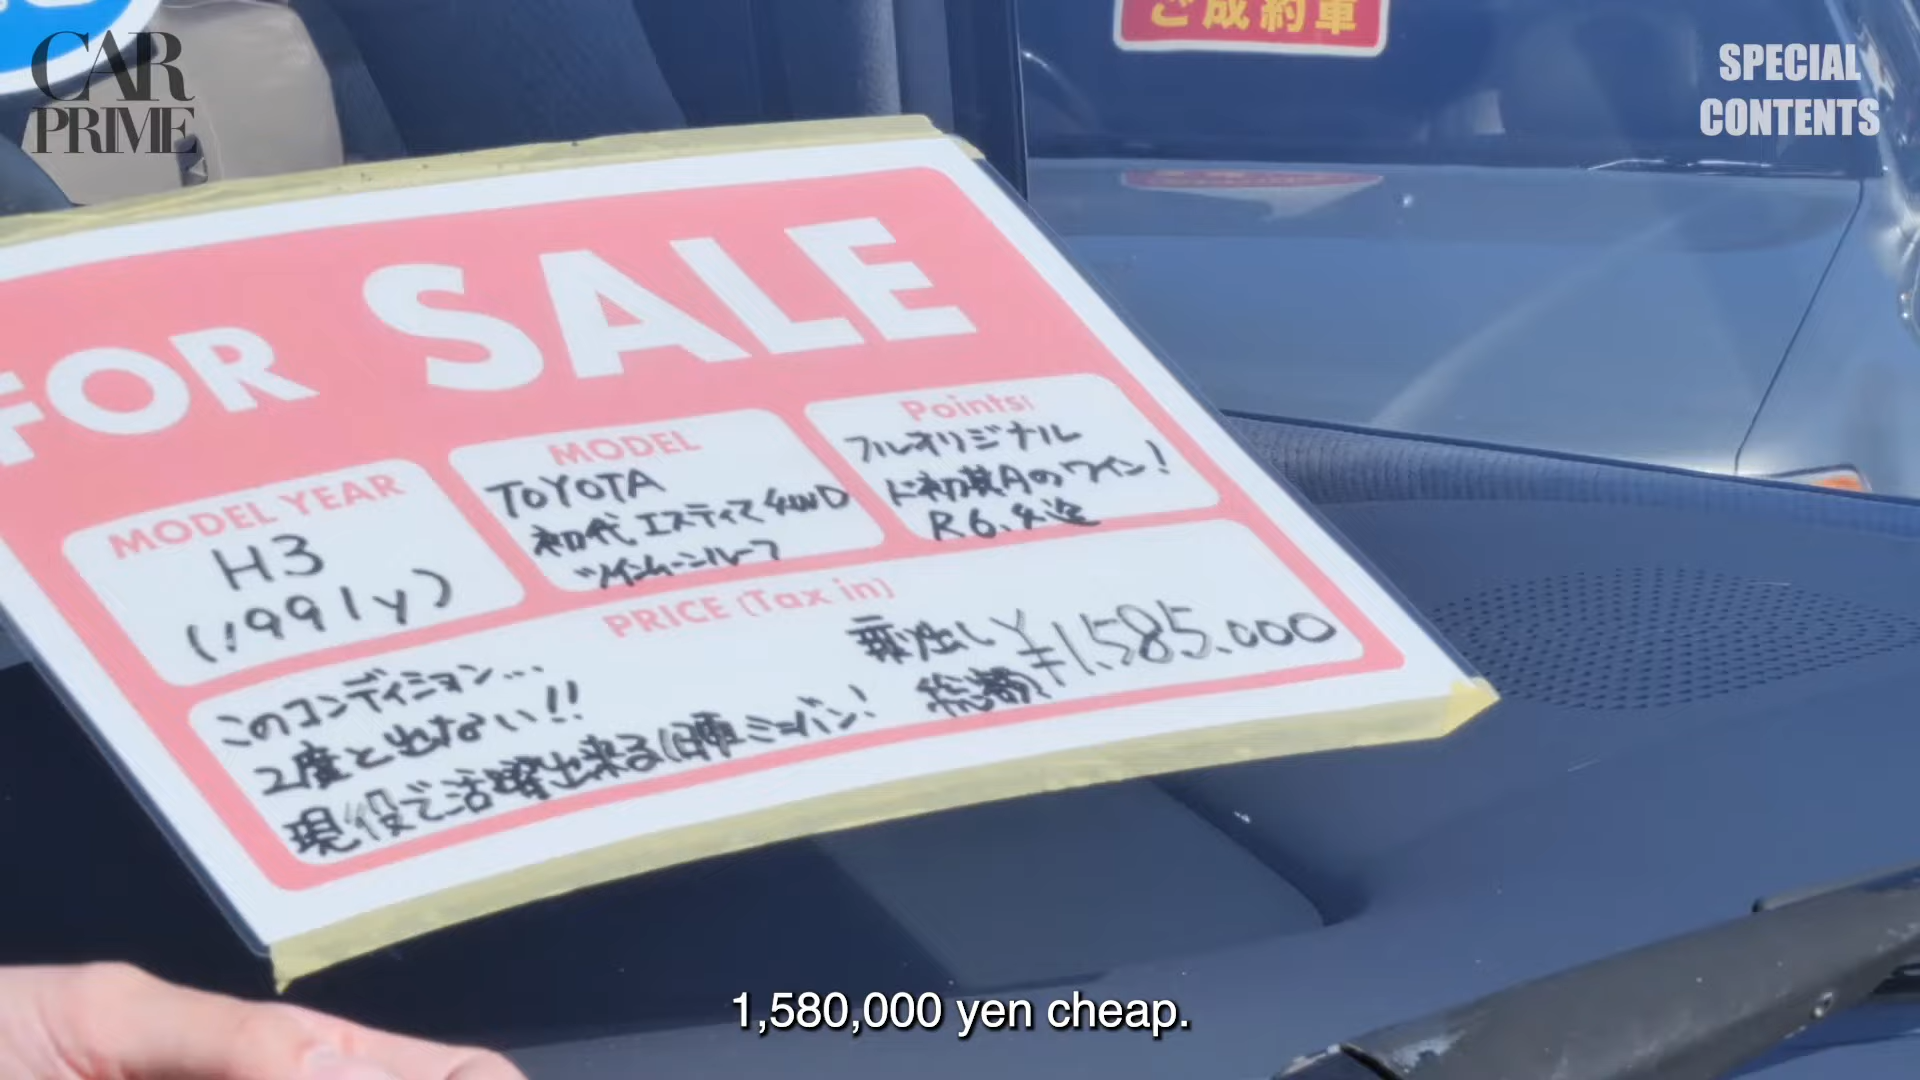 CAR
PRIME
ご成約車
SPECIAL
CONTENTS
FOR SALE
MODEL YEAR
H3
(1991y)
MODEL
TOYOTA
初代エスティマ4WD
ツインムーンルーフ
Points!
フルオリジナル
ド初期Aのワイン!
R6.4迄
PRICE (Tax in)
このコンディション...
2度と出ない!!
現役で活躍出来る旧車ミニバン!
乗り出し
総額
¥1.585.000
1,580,000 yen cheap.